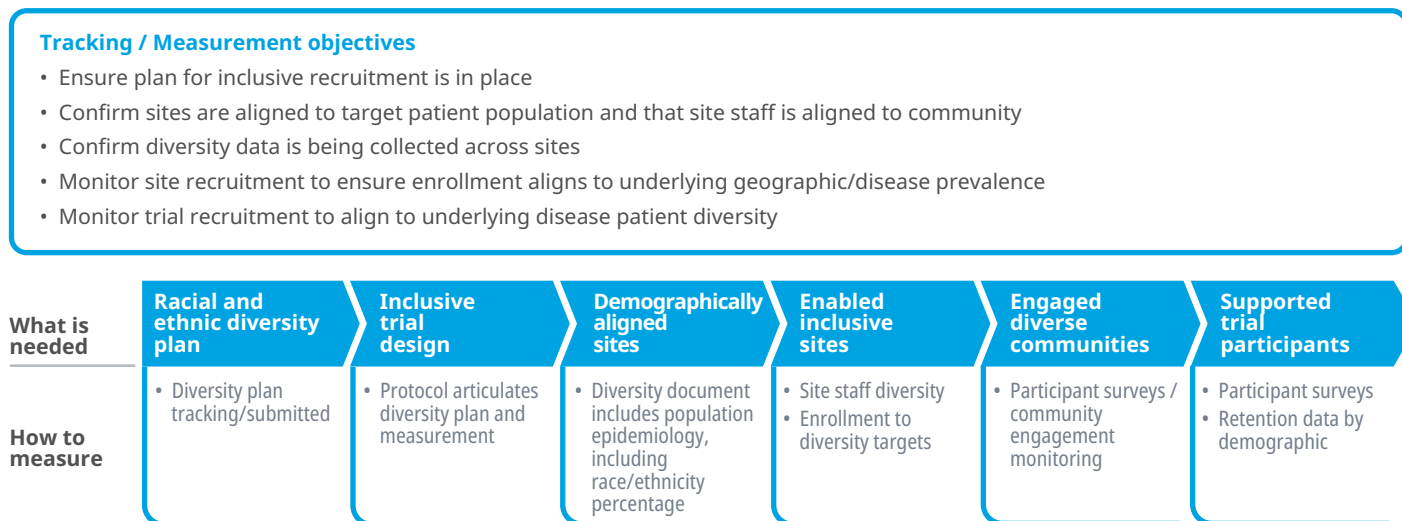 Tracking / Measurement objectives
• Ensure plan for inclusive recruitment is in place
• Confirm sites are aligned to target patient population and that site staff is aligned to community
• Confirm diversity data is being collected across sites
• Monitor site recruitment to ensure enrollment aligns to underlying geographic/disease prevalence
• Monitor trial recruitment to align to underlying disease patient diversity
What is
needed
Racial and
ethnic diversity
plan
Inclusive
trial
design
Demographically
aligned
sites
Enabled
inclusive
sites
Engaged
diverse
communities
Supported
trial
participants
How to
measure
• Diversity plan
tracking/submitted
• Protocol articulates
diversity plan and
measurement
• Diversity document
includes population
epidemiology,
including
race/ethnicity
percentage
• Site staff diversity
• Enrollment to
diversity targets
• Participant surveys /
community
engagement
monitoring
• Participant surveys
• Retention data by
demographic